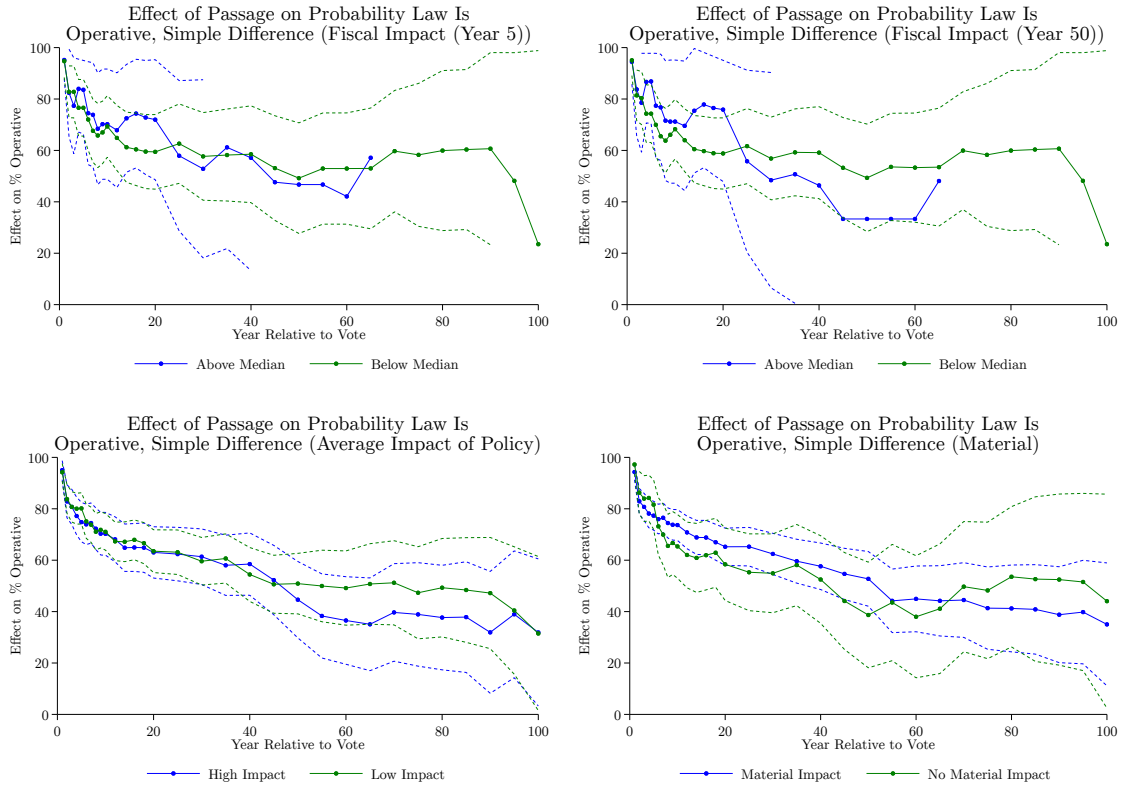 Effect of Passage on Probability Law Is
Operative, Simple Difference (Fiscal Impact (Year 5))
Effect on % Operative
100
80
60
40
20
0
0 20 40 60 80 100
Year Relative to Vote
Above Median Below Median
Effect of Passage on Probability Law Is
Operative, Simple Difference (Fiscal Impact (Year 50))
Effect on % Operative
100
80
60
40
20
0
0 20 40 60 80 100
Year Relative to Vote
Above Median Below Median
Effect of Passage on Probability Law Is
Operative, Simple Difference (Average Impact of Policy)
Effect on % Operative
100
80
60
40
20
0
0 20 40 60 80 100
Year Relative to Vote
High Impact Low Impact
Effect of Passage on Probability Law Is
Operative, Simple Difference (Material)
Effect on % Operative
100
80
60
40
20
0
0 20 40 60 80 100
Year Relative to Vote
Material Impact No Material Impact